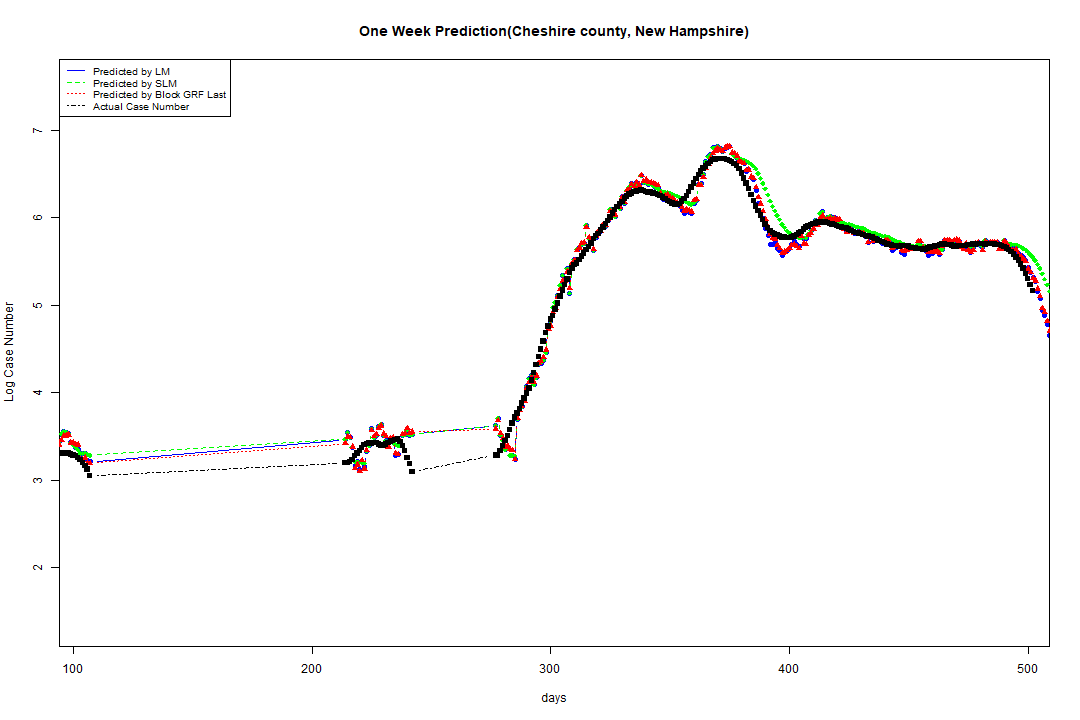 One Week Prediction(Cheshire county, New Hampshire)
Predicted by LM
Predicted by SLM
Predicted by Block GRF Last
Actual Case Number
Log Case Number
7
6
5
4
3
2
100 200 300 400 500
days